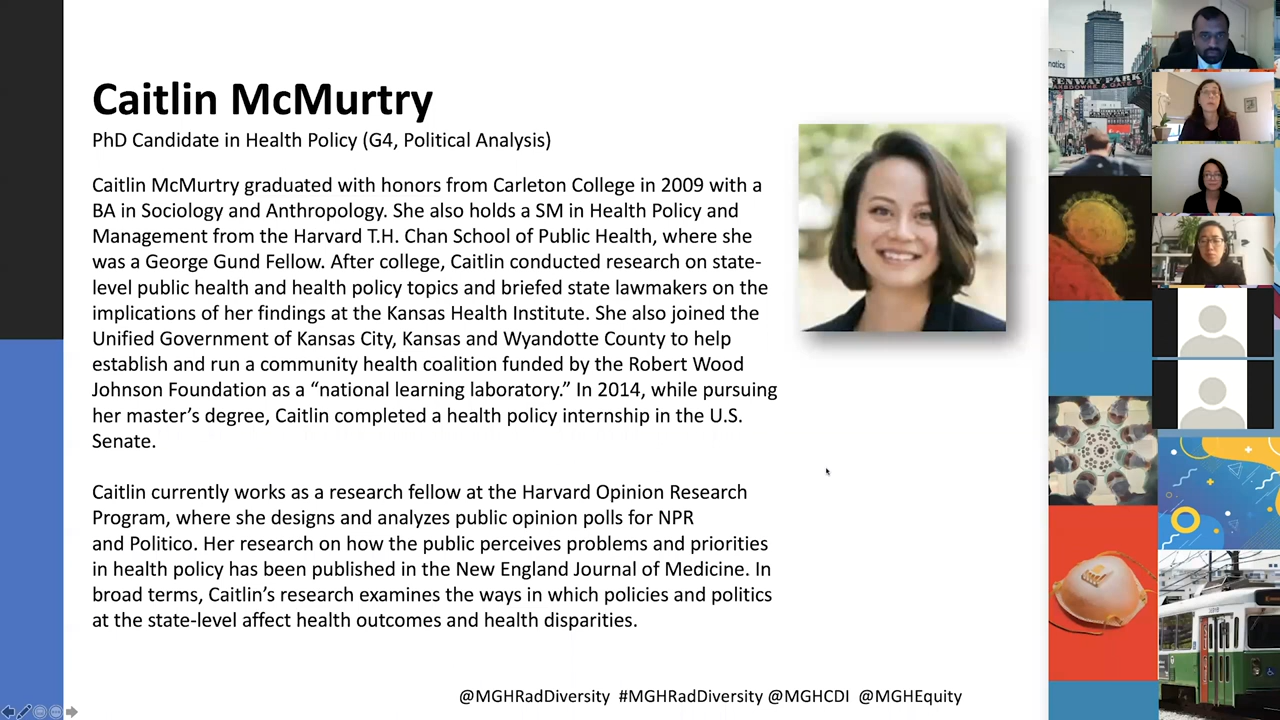 Caitlin McMurtry
PhD Candidate in Health Policy (G4, Political Analysis)
Caitlin McMurtry graduated with honors from Carleton College in 2009 with a
BA in Sociology and Anthropology. She also holds a SM in Health Policy and
Management from the Harvard T.H. Chan School of Public Health, where she
was a George Gund Fellow. After college, Caitlin conducted research on state-
level public health and health policy topics and briefed state lawmakers on the
implications of her findings at the Kansas Health Institute. She also joined the
Unified Government of Kansas City, Kansas and Wyandotte County to help
establish and run a community health coalition funded by the Robert Wood
Johnson Foundation as a “national learning laboratory.” In 2014, while pursuing
her master’s degree, Caitlin completed a health policy internship in the U.S.
Senate.
Caitlin currently works as a research fellow at the Harvard Opinion Research
Program, where she designs and analyzes public opinion polls for NPR
and Politico. Her research on how the public perceives problems and priorities
in health policy has been published in the New England Journal of Medicine. In
broad terms, Caitlin’s research examines the ways in which policies and politics
at the state-level affect health outcomes and health disparities.
@MGHRadDiversity #MGHRadDiversity @MGHCDI @MGHEquity
matics
ENWAY PARK